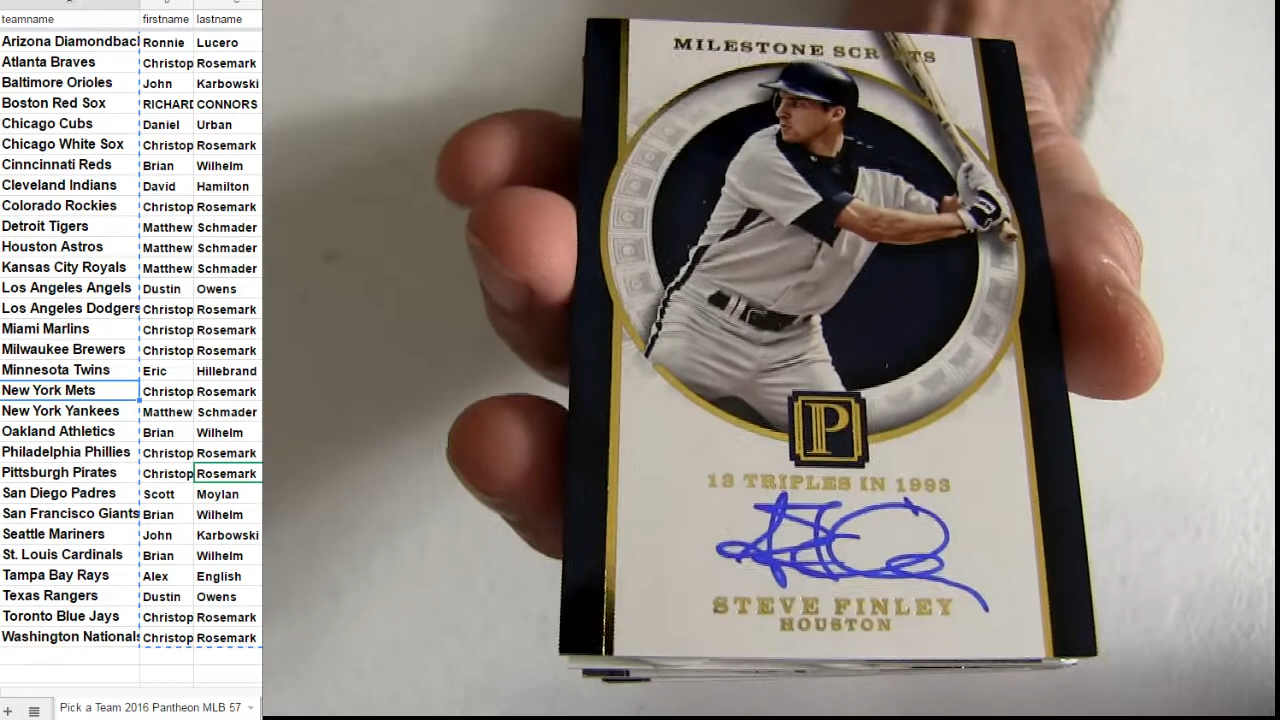 teamname firstname lastname
Arizona Diamondbac Ronnie Lucero
Atlanta Braves Christop Rosemark
Baltimore Orioles John Karbowski
Boston Red Sox RICHARD CONNORS
Chicago Cubs Daniel Urban
Chicago White Sox Christop Rosemark
Cinncinnati Reds Brian Wilhelm
Cleveland Indians David Hamilton
Colorado Rockies Christop Rosemark
Detroit Tigers Matthew Schmader
Houston Astros Matthew Schmader
Kansas City Royals Matthew Schmader
Los Angeles Angels Dustin Owens
Los Angeles Dodgers Christop Rosemark
Miami Marlins Christop Rosemark
Milwaukee Brewers Christop Rosemark
Minnesota Twins Eric Hillebrand
New York Mets Christop Rosemark
New York Yankees Matthew Schmader
Oakland Athletics Brian Wilhelm
Philadelphia Phillies Christop Rosemark
Pittsburgh Pirates Christop Rosemark
San Diego Padres Scott Moylan
San Francisco Giants Brian Wilhelm
Seattle Mariners John Karbowski
St. Louis Cardinals Brian Wilhelm
Tampa Bay Rays Alex English
Texas Rangers Dustin Owens
Toronto Blue Jays Christop Rosemark
Washington Nationals Christop Rosemark
Pick a Team 2016 Pantheon MLB 57
MILESTONE SCRIPTS
P
13 TRIPLES IN 1993
STEVE FINLEY
HOUSTON